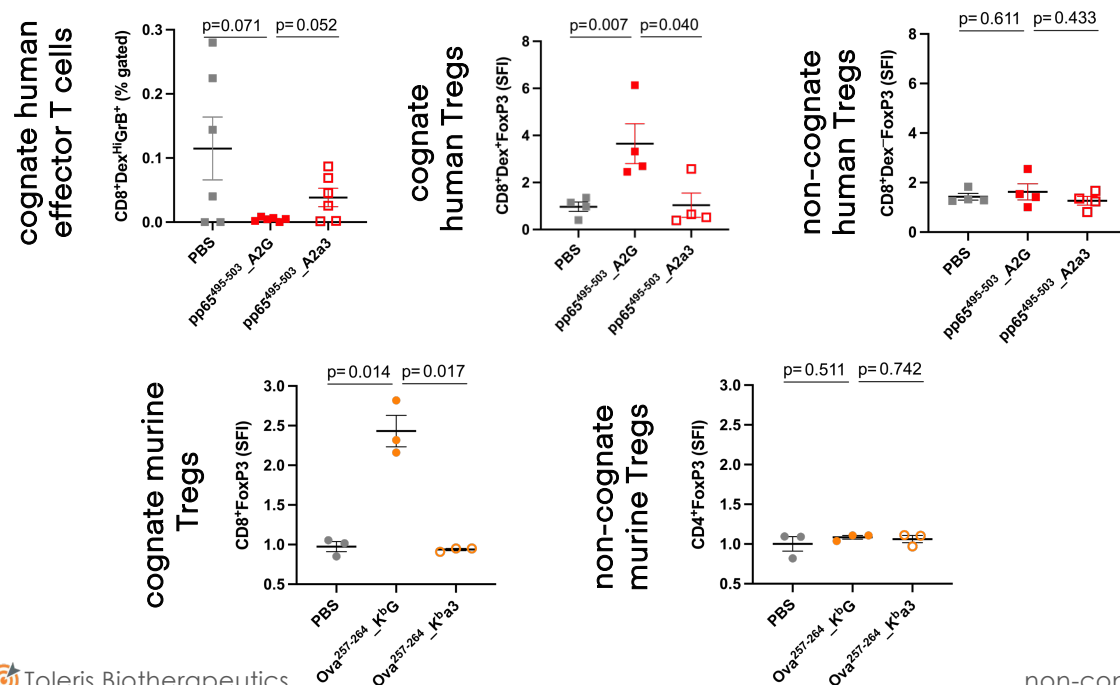 cognate human
effector T cells
CD8⁺DexᴴⁱGrB⁺ (% gated)
p=0.071
p=0.052
0.3
0.2
0.1
0.0
PBS
pp65⁴⁹⁵⁻⁵⁰³_A2G
pp65⁴⁹⁵⁻⁵⁰³_A2a3
cognate
human Tregs
CD8⁺Dex⁺FoxP3 (SFI)
p=0.007
p=0.040
8
6
4
2
0
PBS
pp65⁴⁹⁵⁻⁵⁰³_A2G
pp65⁴⁹⁵⁻⁵⁰³_A2a3
non-cognate
human Tregs
CD8⁺Dex⁻FoxP3 (SFI)
p=0.611
p=0.433
8
6
4
2
0
PBS
pp65⁴⁹⁵⁻⁵⁰³_A2G
pp65⁴⁹⁵⁻⁵⁰³_A2a3
cognate murine
Tregs
CD8⁺FoxP3 (SFI)
p= 0.014
p= 0.017
3.0
2.5
2.0
1.5
1.0
0.5
PBS
Ova²⁵⁷⁻²⁶⁴_KᵇG
Ova²⁵⁷⁻²⁶⁴_Kᵇa3
non-cognate
murine Tregs
CD4⁺FoxP3 (SFI)
p= 0.511
p= 0.742
3.0
2.5
2.0
1.5
1.0
0.5
PBS
Ova²⁵⁷⁻²⁶⁴_KᵇG
Ova²⁵⁷⁻²⁶⁴_Kᵇa3
Toleris Biotherapeutics